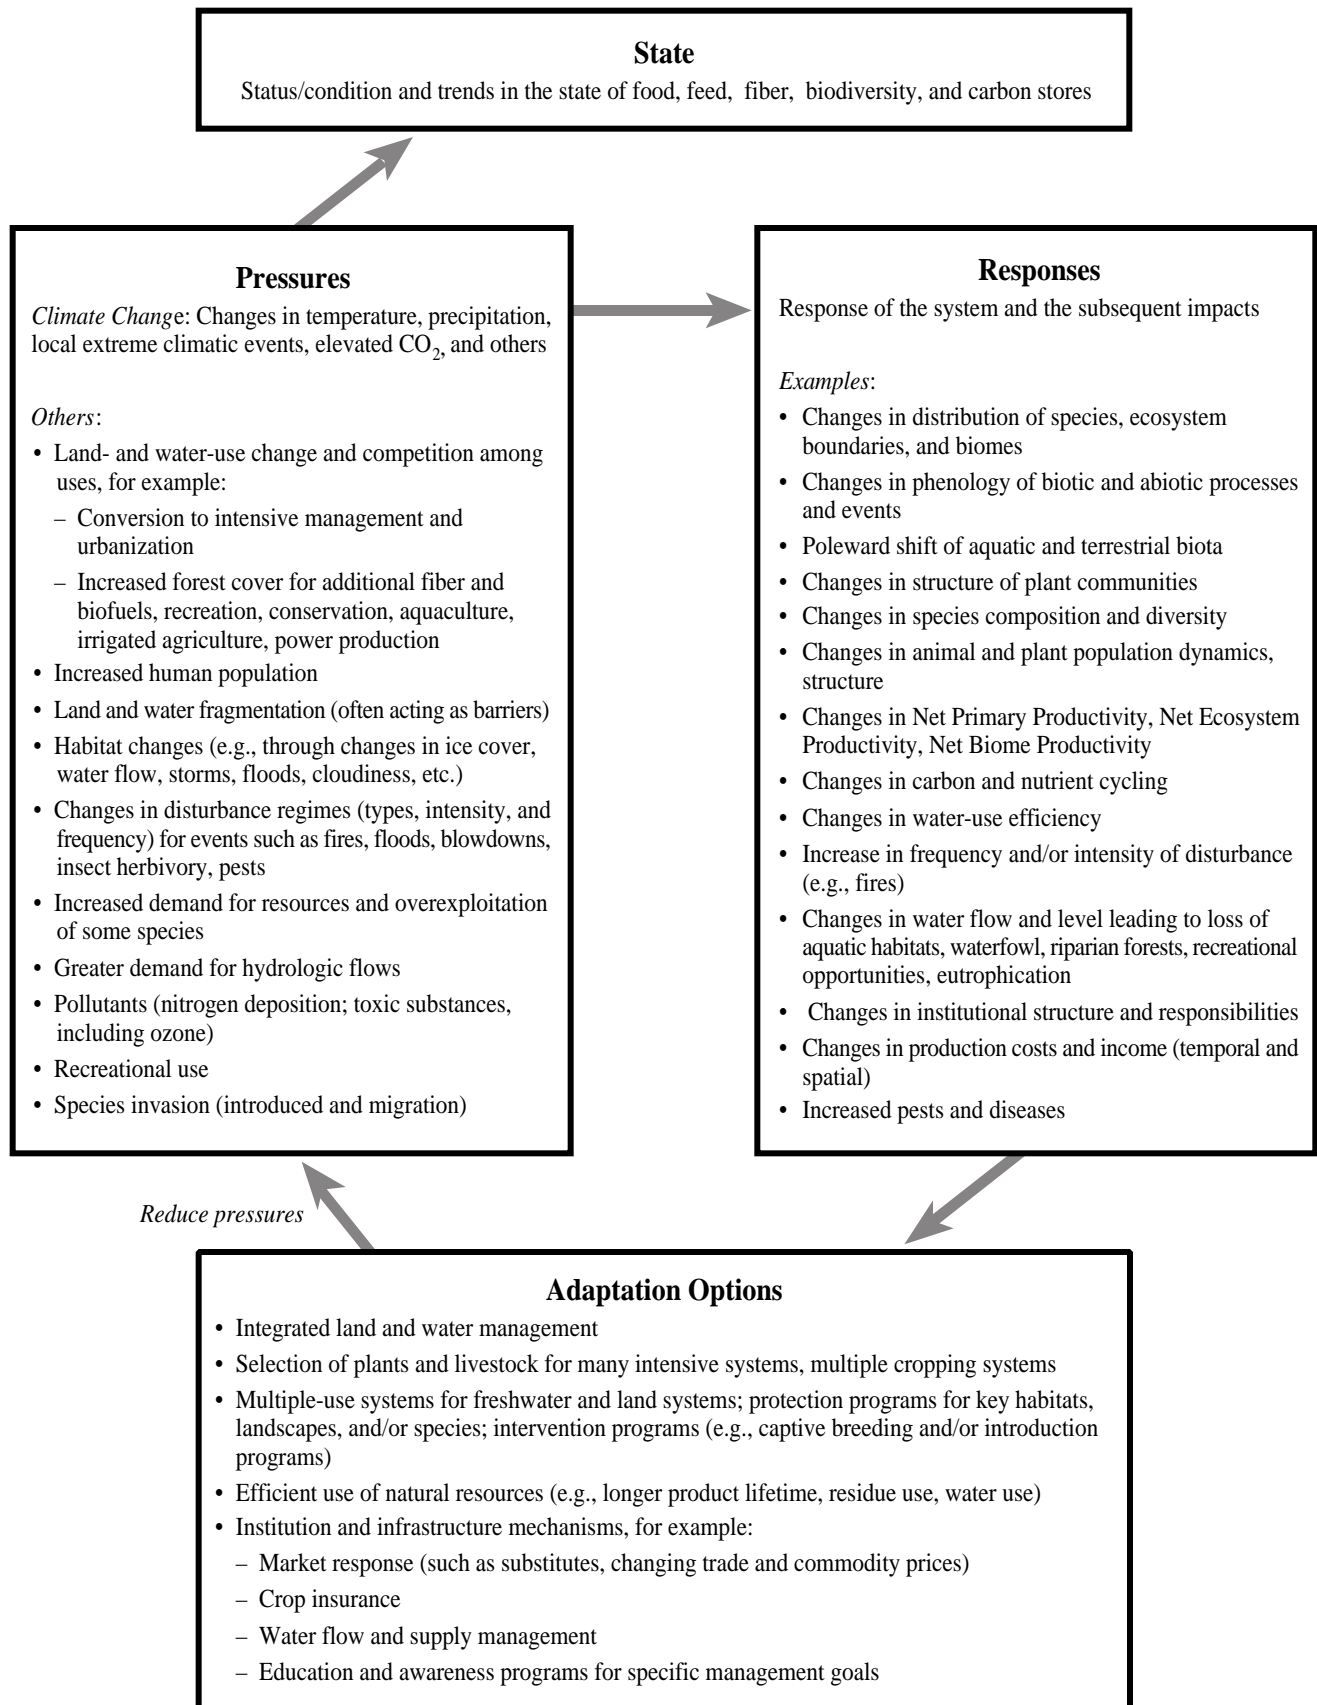 State
Status/condition and trends in the state of food, feed, fiber, biodiversity, and carbon stores
Pressures
Climate Change: Changes in temperature, precipitation,
local extreme climatic events, elevated CO2, and others
Others:
• Land- and water-use change and competition among
uses, for example:
– Conversion to intensive management and
urbanization
– Increased forest cover for additional fiber and
biofuels, recreation, conservation, aquaculture,
irrigated agriculture, power production
• Increased human population
• Land and water fragmentation (often acting as barriers)
• Habitat changes (e.g., through changes in ice cover,
water flow, storms, floods, cloudiness, etc.)
• Changes in disturbance regimes (types, intensity, and
frequency) for events such as fires, floods, blowdowns,
insect herbivory, pests
• Increased demand for resources and overexploitation
of some species
• Greater demand for hydrologic flows
• Pollutants (nitrogen deposition; toxic substances,
including ozone)
• Recreational use
• Species invasion (introduced and migration)
Responses
Response of the system and the subsequent impacts
Examples:
• Changes in distribution of species, ecosystem
boundaries, and biomes
• Changes in phenology of biotic and abiotic processes
and events
• Poleward shift of aquatic and terrestrial biota
• Changes in structure of plant communities
• Changes in species composition and diversity
• Changes in animal and plant population dynamics,
structure
• Changes in Net Primary Productivity, Net Ecosystem
Productivity, Net Biome Productivity
• Changes in carbon and nutrient cycling
• Changes in water-use efficiency
• Increase in frequency and/or intensity of disturbance
(e.g., fires)
• Changes in water flow and level leading to loss of
aquatic habitats, waterfowl, riparian forests, recreational
opportunities, eutrophication
• Changes in institutional structure and responsibilities
• Changes in production costs and income (temporal and
spatial)
• Increased pests and diseases
Reduce pressures
Adaptation Options
• Integrated land and water management
• Selection of plants and livestock for many intensive systems, multiple cropping systems
• Multiple-use systems for freshwater and land systems; protection programs for key habitats,
landscapes, and/or species; intervention programs (e.g., captive breeding and/or introduction
programs)
• Efficient use of natural resources (e.g., longer product lifetime, residue use, water use)
• Institution and infrastructure mechanisms, for example:
– Market response (such as substitutes, changing trade and commodity prices)
– Crop insurance
– Water flow and supply management
– Education and awareness programs for specific management goals